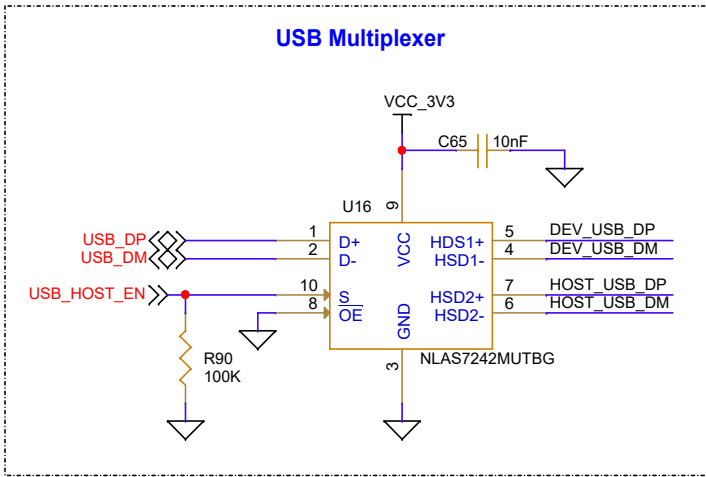 USB Multiplexer
VCC_3V3
C65 10nF
U16
9
USB_DP 1 D+ VCC HDS1+ 5 DEV_USB_DP
USB_DM 2 D- HSD1- 4 DEV_USB_DM
USB_HOST_EN 10 S HSD2+ 7 HOST_USB_DP
8 OE GND HSD2- 6 HOST_USB_DM
R90 3 NLAS7242MUTBG
100K